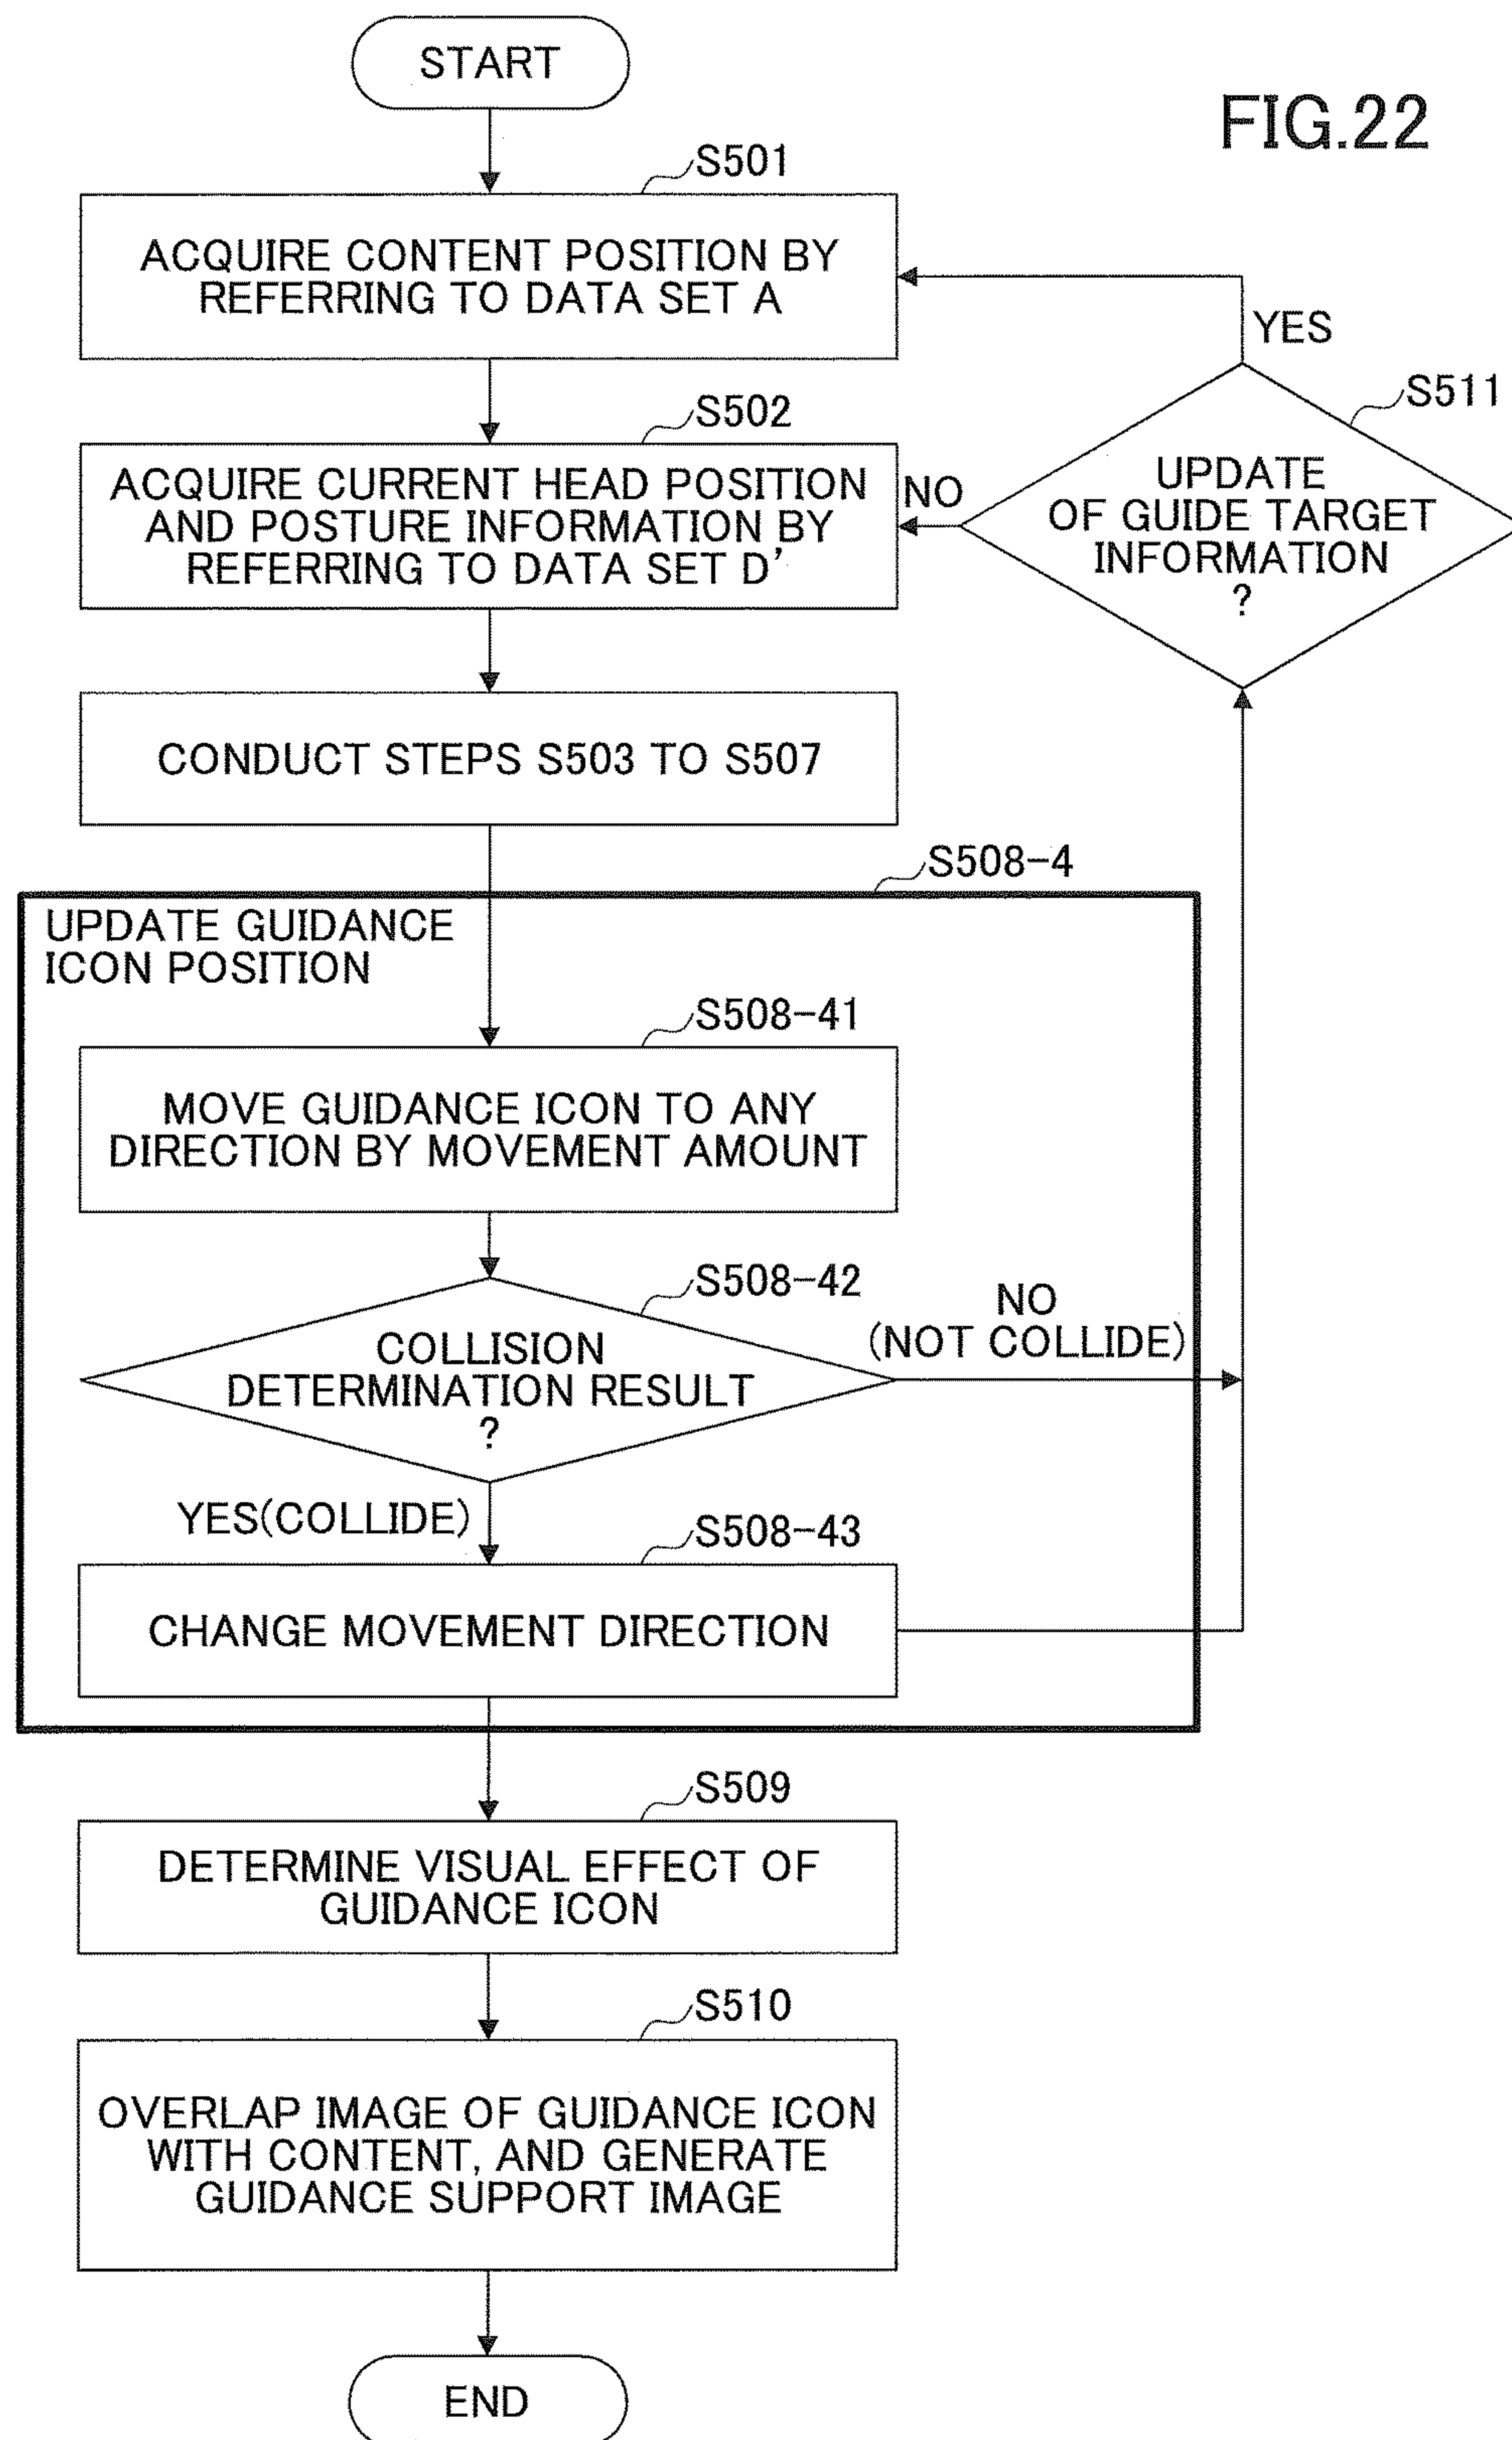 START
FIG.22
S501
ACQUIRE CONTENT POSITION BY
REFERRING TO DATA SET A
YES
S511
S502
ACQUIRE CURRENT HEAD POSITION
AND POSTURE INFORMATION BY
REFERRING TO DATA SET D'
NO
UPDATE
OF GUIDE TARGET
INFORMATION
?
CONDUCT STEPS S503 TO S507
S508-4
UPDATE GUIDANCE
ICON POSITION
S508-41
MOVE GUIDANCE ICON TO ANY
DIRECTION BY MOVEMENT AMOUNT
S508-42
COLLISION
DETERMINATION RESULT
?
NO
(NOT COLLIDE)
YES(COLLIDE)
S508-43
CHANGE MOVEMENT DIRECTION
S509
DETERMINE VISUAL EFFECT OF
GUIDANCE ICON
S510
OVERLAP IMAGE OF GUIDANCE ICON
WITH CONTENT, AND GENERATE
GUIDANCE SUPPORT IMAGE
END